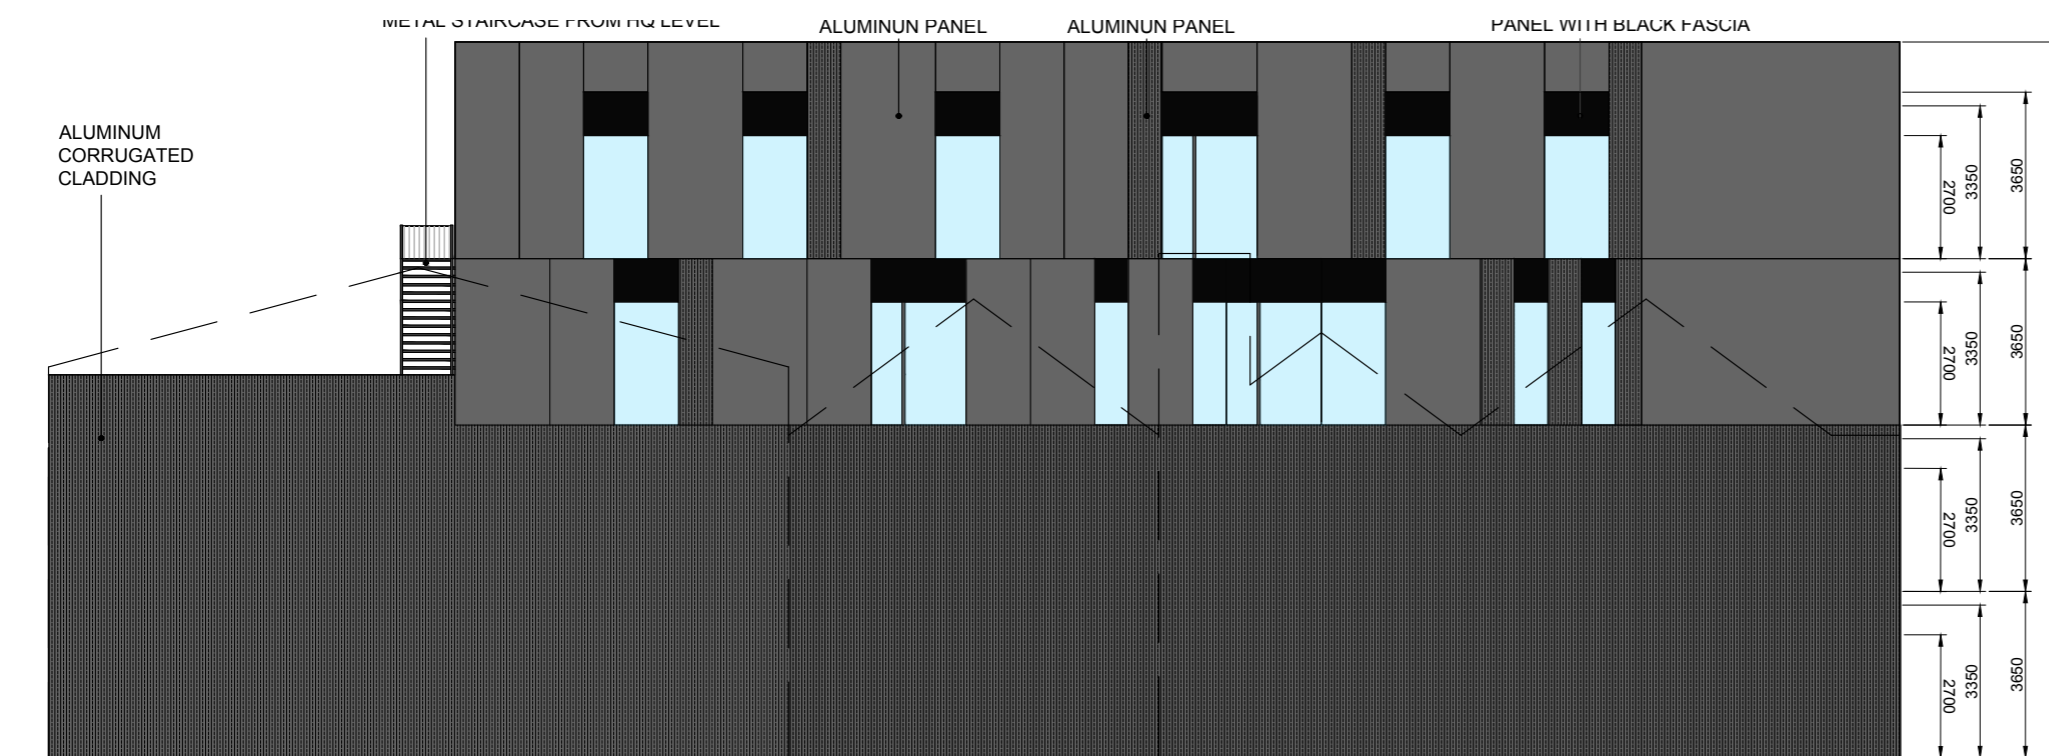 METAL STAIRCASE FROM HQ LEVEL
ALUMINUN PANEL
ALUMINUN PANEL
PANEL WITH BLACK FASCIA
ALUMINUM
CORRUGATED
CLADDING
2700
3350
3650
2700
3350
3650
2700
3350
3650
2700
3350
3650